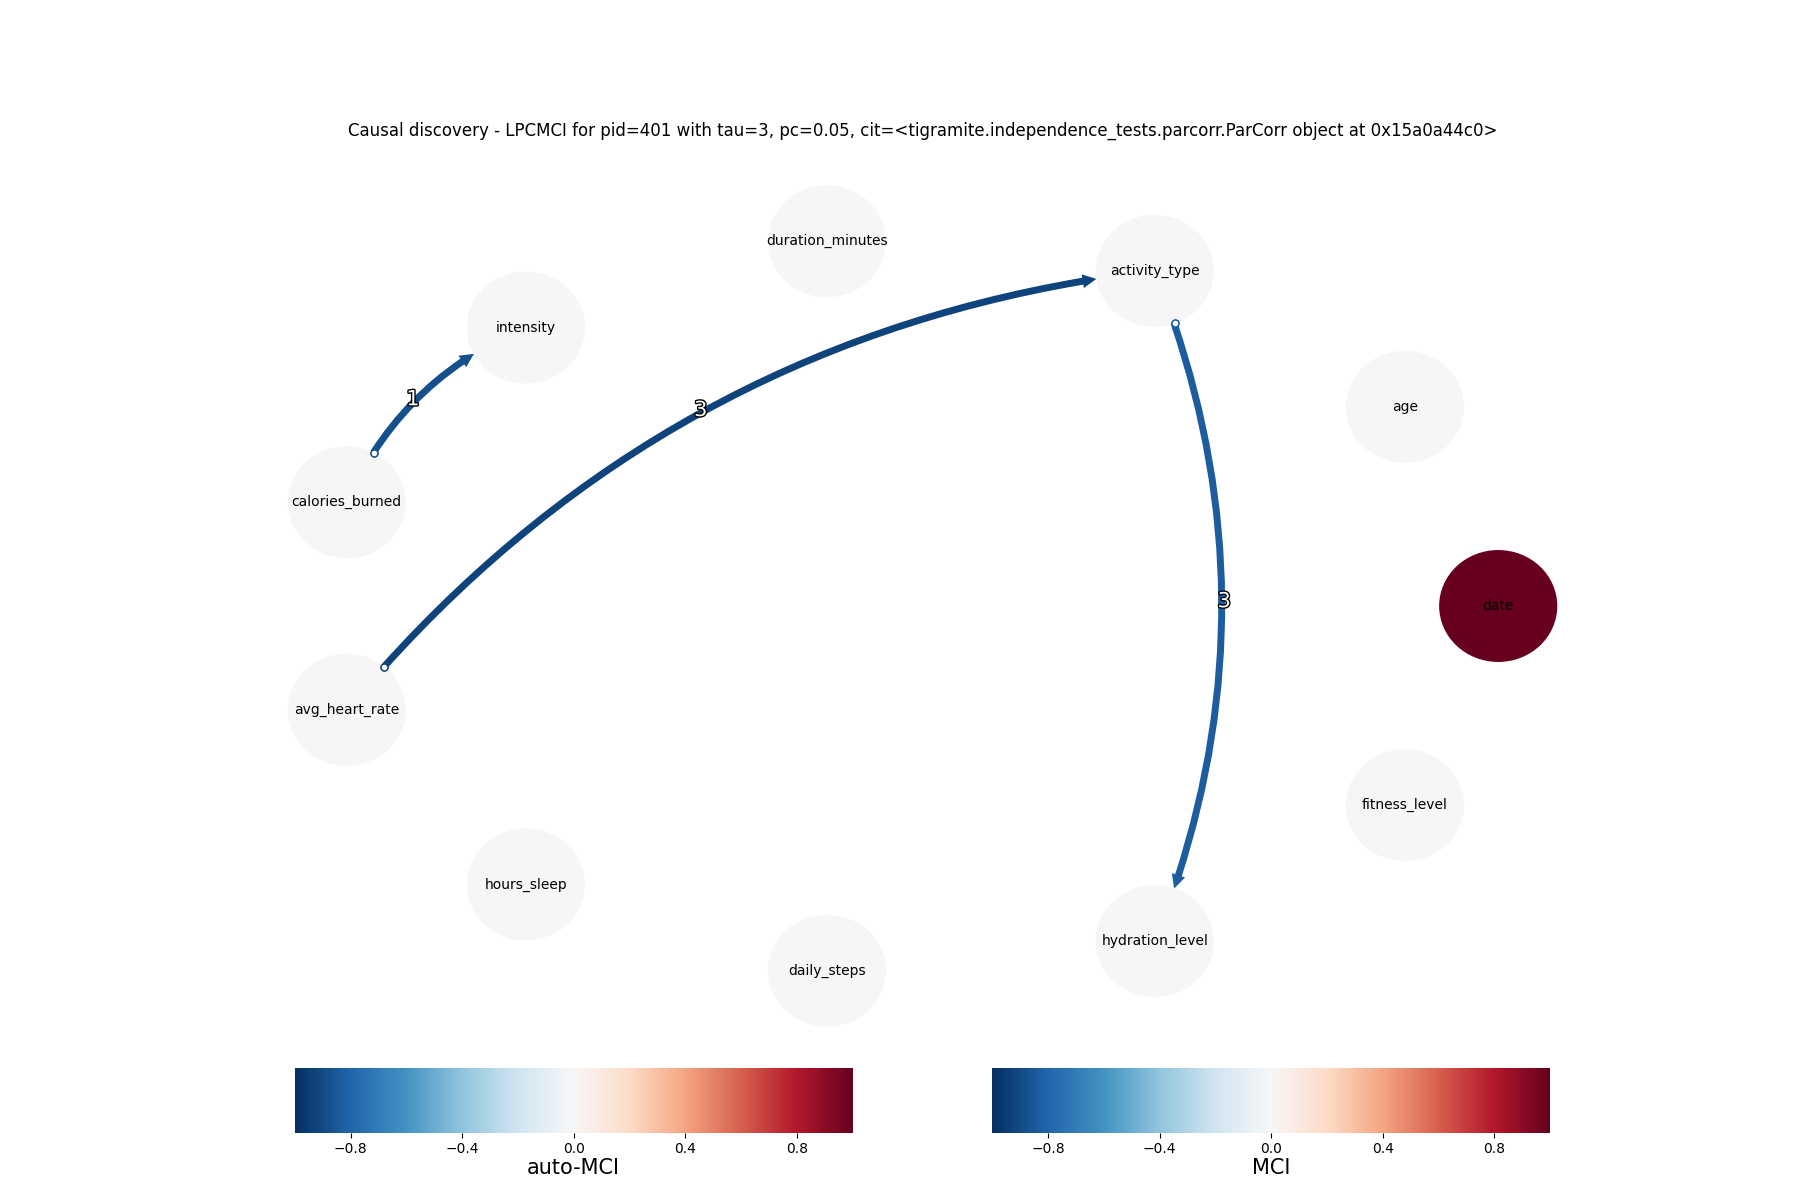 Causal discovery - LPCMCI for pid=401 with tau=3, pc=0.05, cit=<tigramite.independence_tests.parcorr.ParCorr object at 0x15a0a44c0>
duration_minutes
activity_type
intensity
1
3
age
calories_burned
3
date
avg_heart_rate
fitness_level
hours_sleep
hydration_level
daily_steps
−0.8 −0.4 0.0 0.4 0.8
auto-MCI
−0.8 −0.4 0.0 0.4 0.8
MCI